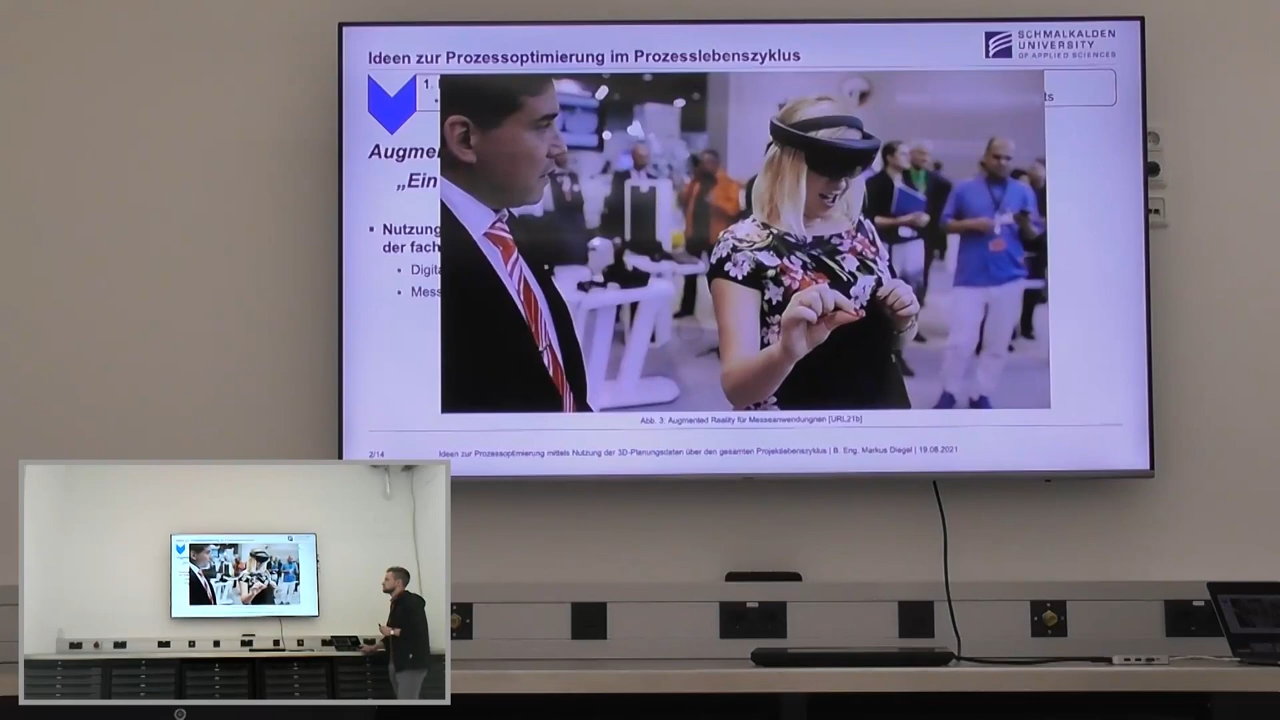 Ideen zur Prozessoptimierung im Prozesslebenszyklus
SCHMALKALDEN
UNIVERSITY
OF APPLIED SCIENCES
1.
Augme
„Ein
Nutzung
der fach
Digita
Mess
Abb. 3: Augmented Reality für Messeanwendungnen [URL21b]
2/14
Ideen zur Prozessoptimierung mittels Nutzung der 3D-Planungsdaten über den gesamten Projektlebenszyklus | B. Eng. Markus Diegel | 19.08.2021